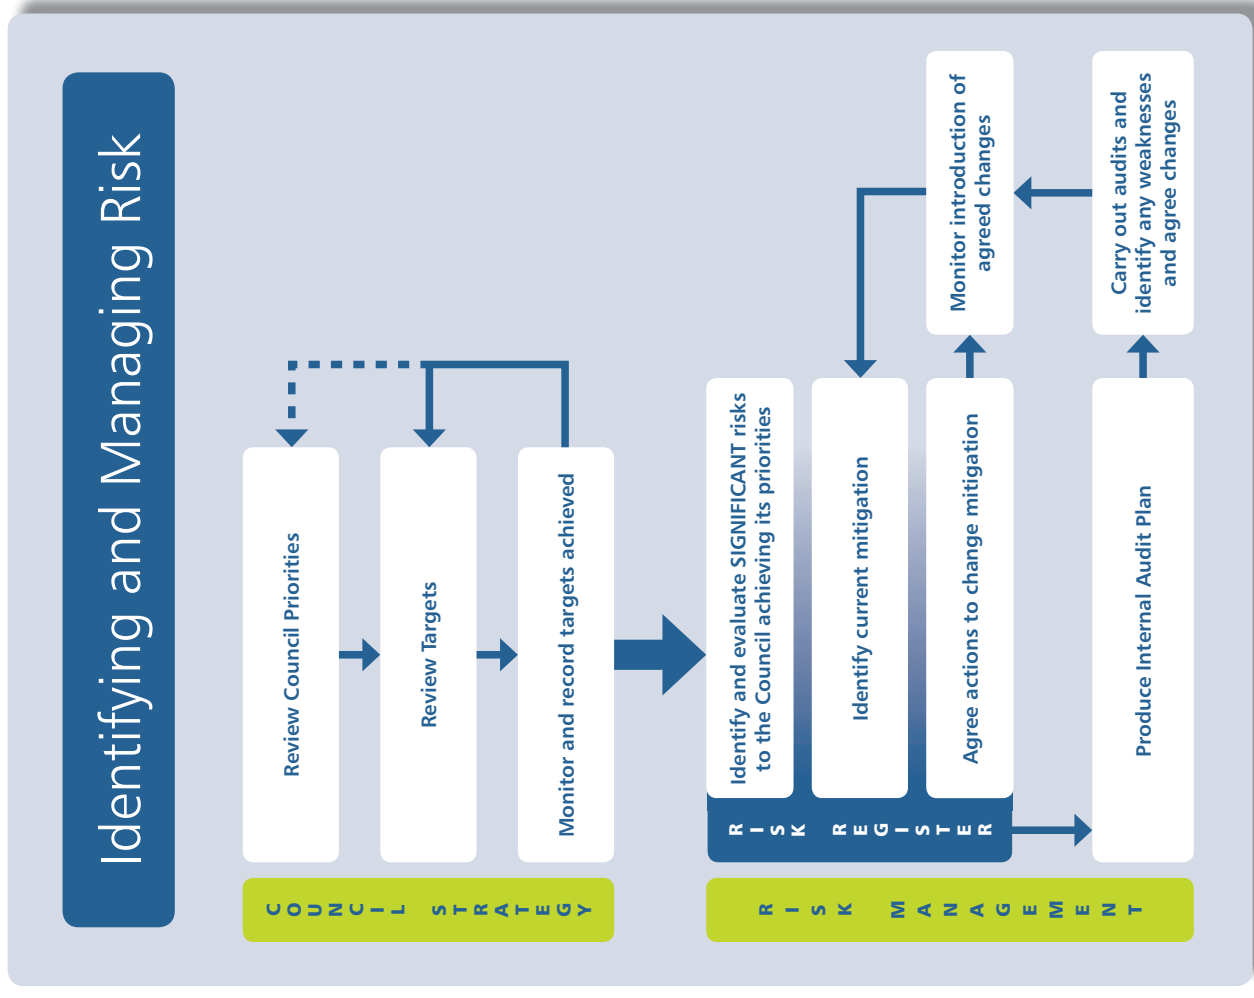 Identifying and Managing Risk
COUNCIL STRATEGY
Review Council Priorities
Review Targets
Monitor and record targets achieved
RISK MANAGEMENT
RISK REGISTER
Identify and evaluate SIGNIFICANT risks
to the Council achieving its priorities
Identify current mitigation
Agree actions to change mitigation
Monitor introduction of
agreed changes
Produce Internal Audit Plan
Carry out audits and
identify any weaknesses
and agree changes